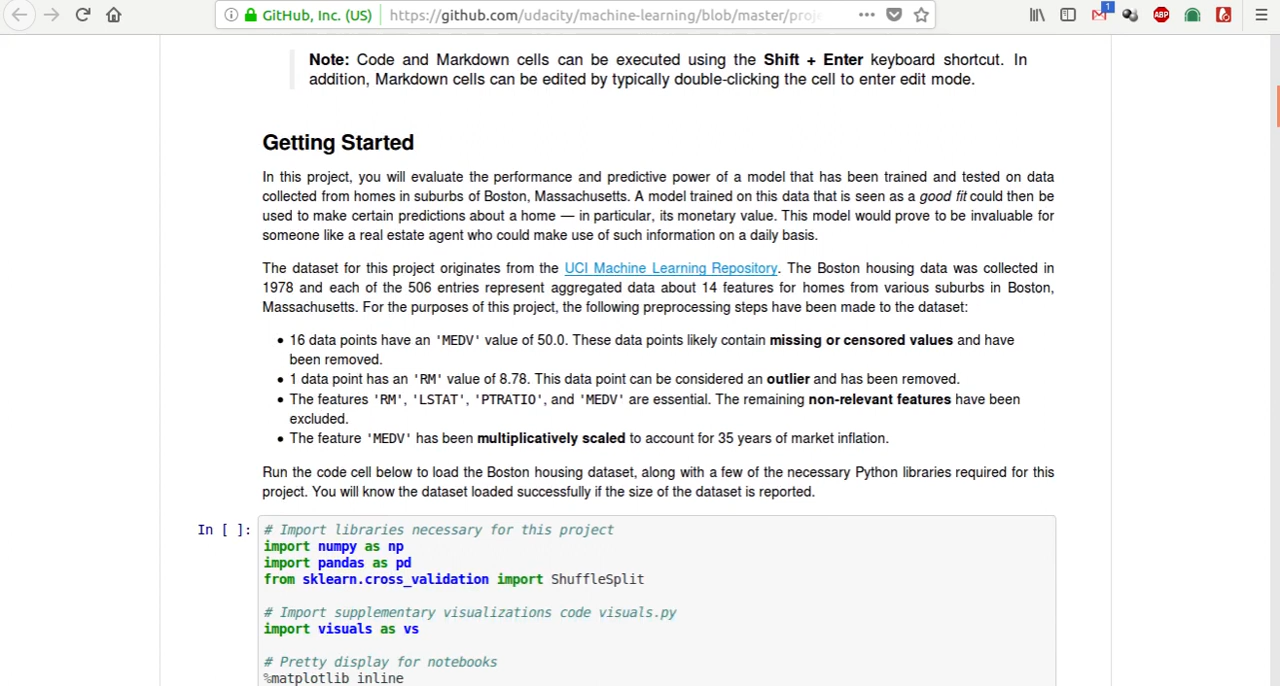 GitHub, Inc. (US) https://github.com/udacity/machine-learning/blob/master/proj
1
ABP
Note: Code and Markdown cells can be executed using the Shift + Enter keyboard shortcut. In
addition, Markdown cells can be edited by typically double-clicking the cell to enter edit mode.
Getting Started
In this project, you will evaluate the performance and predictive power of a model that has been trained and tested on data
collected from homes in suburbs of Boston, Massachusetts. A model trained on this data that is seen as a good fit could then be
used to make certain predictions about a home — in particular, its monetary value. This model would prove to be invaluable for
someone like a real estate agent who could make use of such information on a daily basis.
The dataset for this project originates from the UCI Machine Learning Repository. The Boston housing data was collected in
1978 and each of the 506 entries represent aggregated data about 14 features for homes from various suburbs in Boston,
Massachusetts. For the purposes of this project, the following preprocessing steps have been made to the dataset:
• 16 data points have an 'MEDV' value of 50.0. These data points likely contain missing or censored values and have
been removed.
• 1 data point has an 'RM' value of 8.78. This data point can be considered an outlier and has been removed.
• The features 'RM', 'LSTAT', 'PTRATIO', and 'MEDV' are essential. The remaining non-relevant features have been
excluded.
• The feature 'MEDV' has been multiplicatively scaled to account for 35 years of market inflation.
Run the code cell below to load the Boston housing dataset, along with a few of the necessary Python libraries required for this
project. You will know the dataset loaded successfully if the size of the dataset is reported.
In [ ]: # Import libraries necessary for this project
import numpy as np
import pandas as pd
from sklearn.cross_validation import ShuffleSplit
# Import supplementary visualizations code visuals.py
import visuals as vs
# Pretty display for notebooks
%matplotlib inline